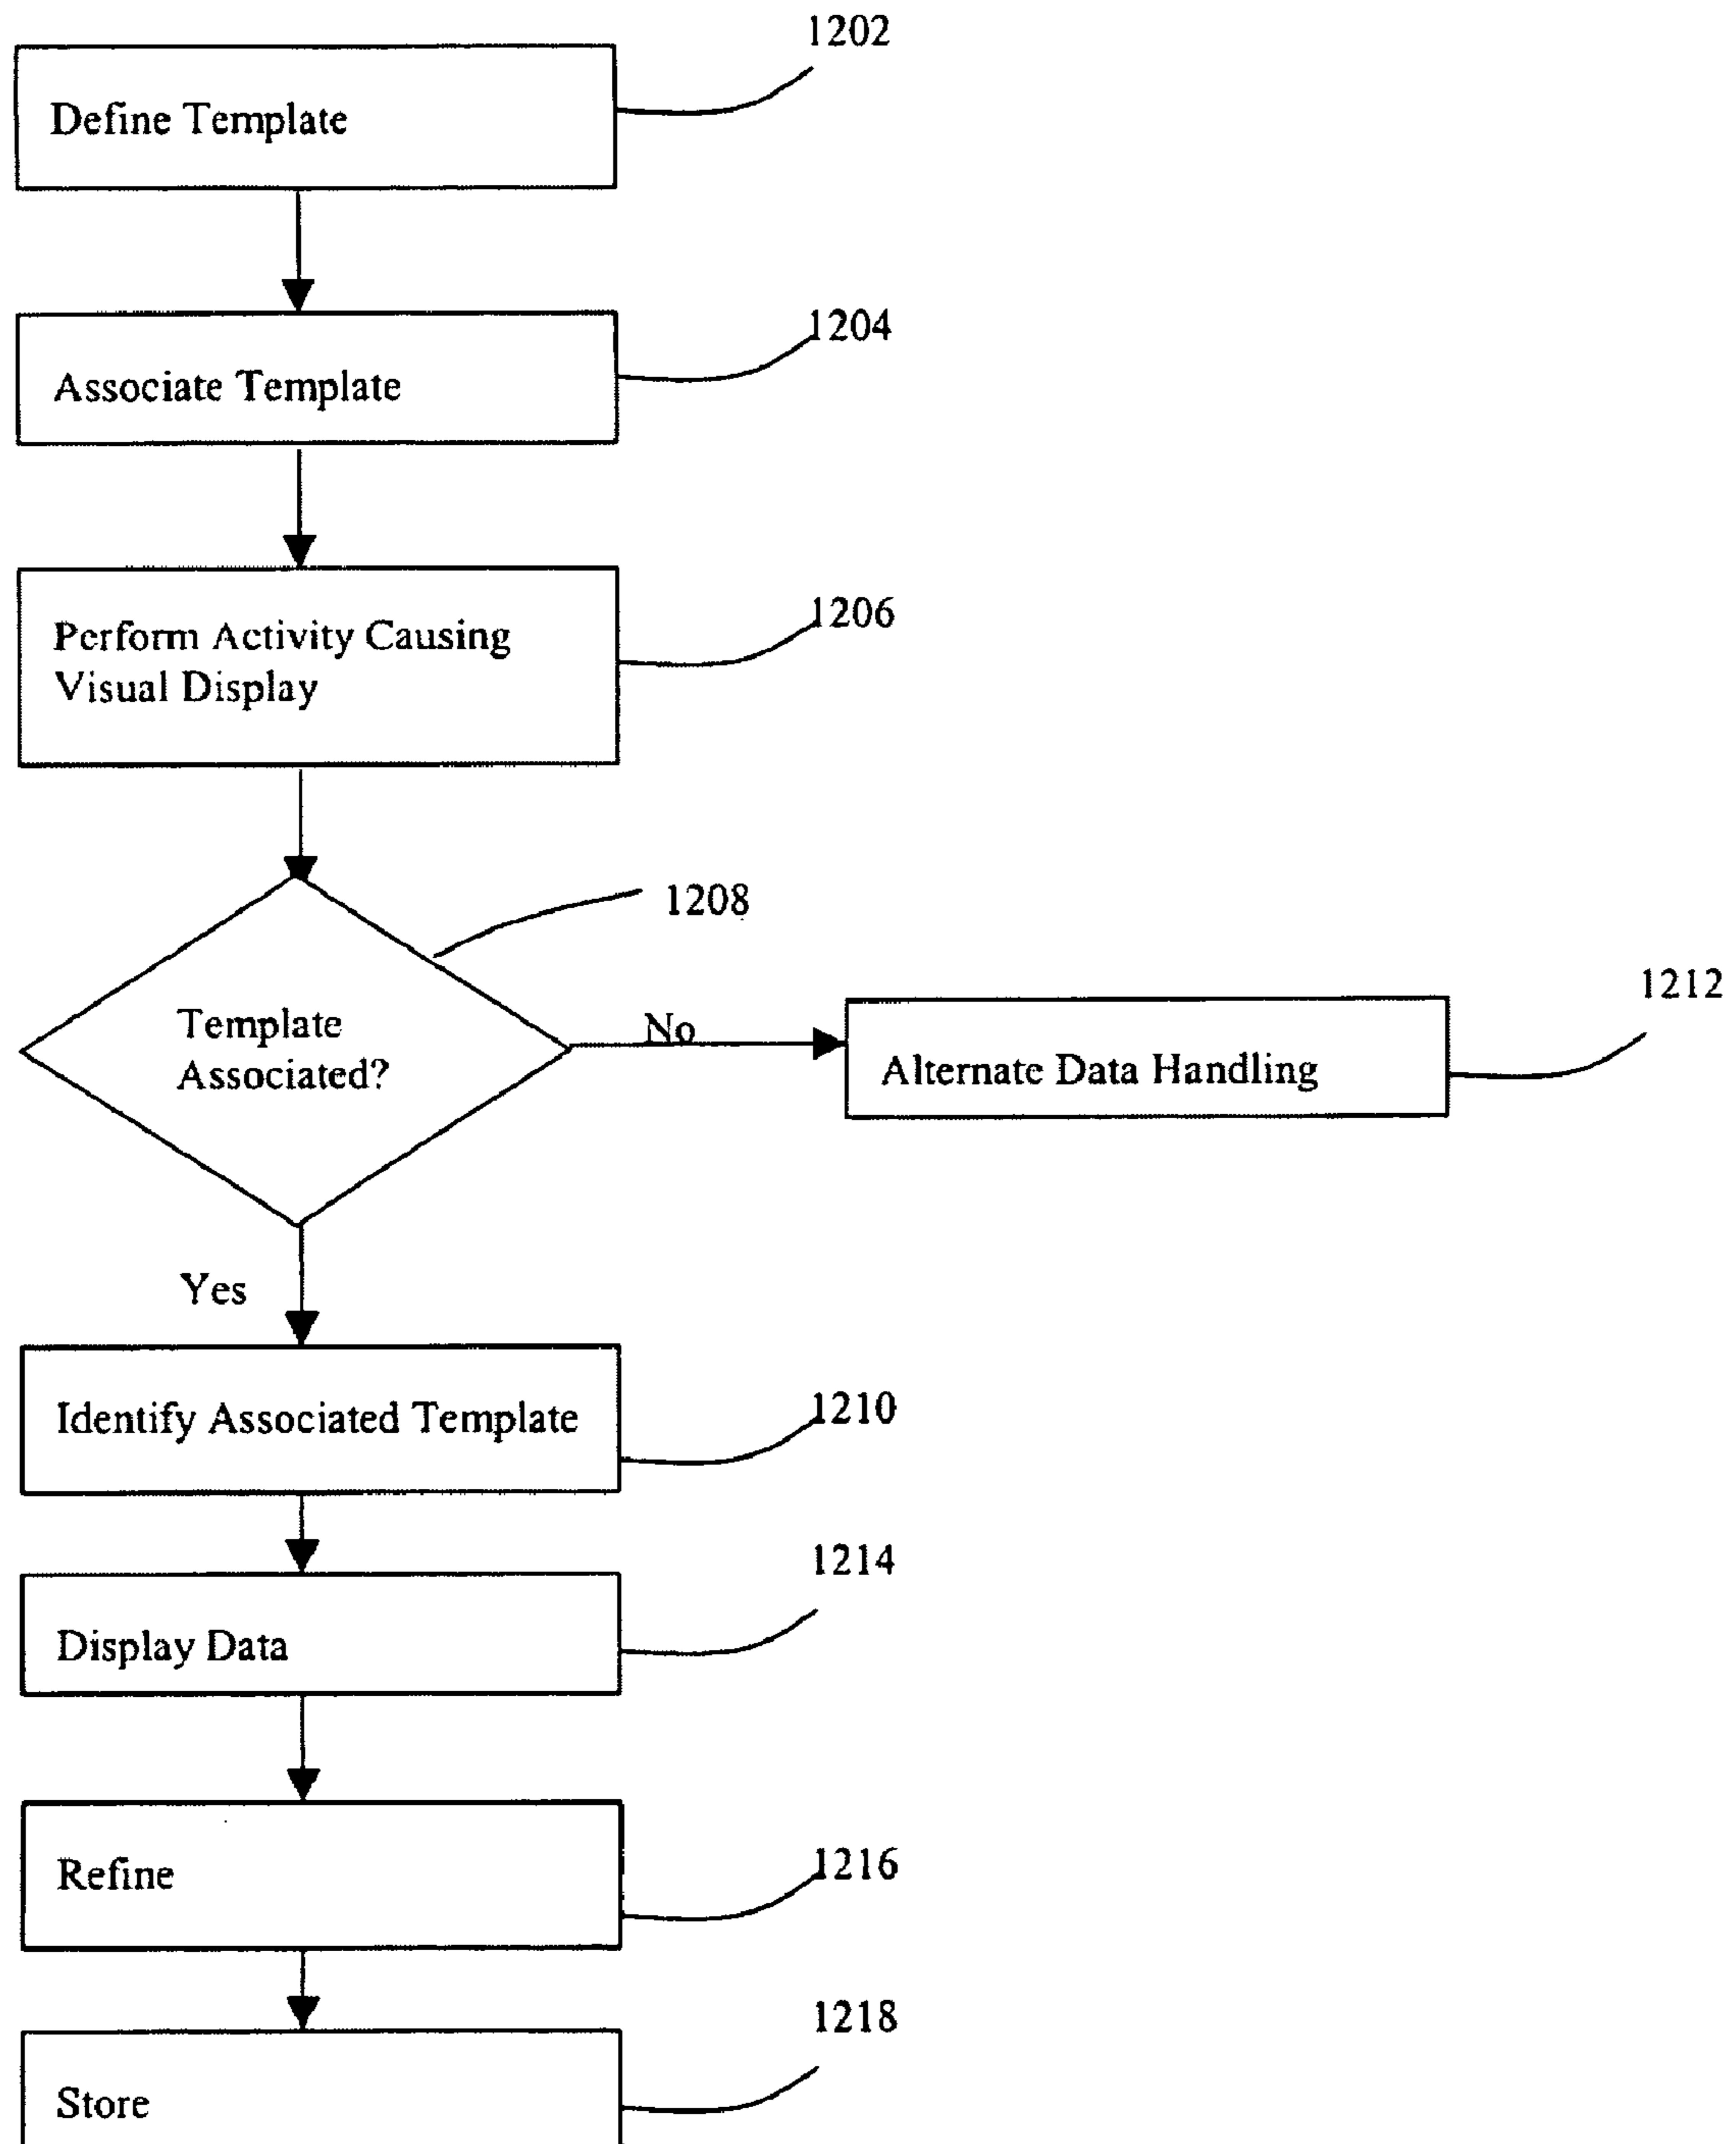 1202
Define Template
1204
Associate Template
1206
Perform Activity Causing
Visual Display
1208
Template
Associated?
No
1212
Alternate Data Handling
Yes
Identify Associated Template
1210
1214
Display Data
1216
Refine
1218
Store